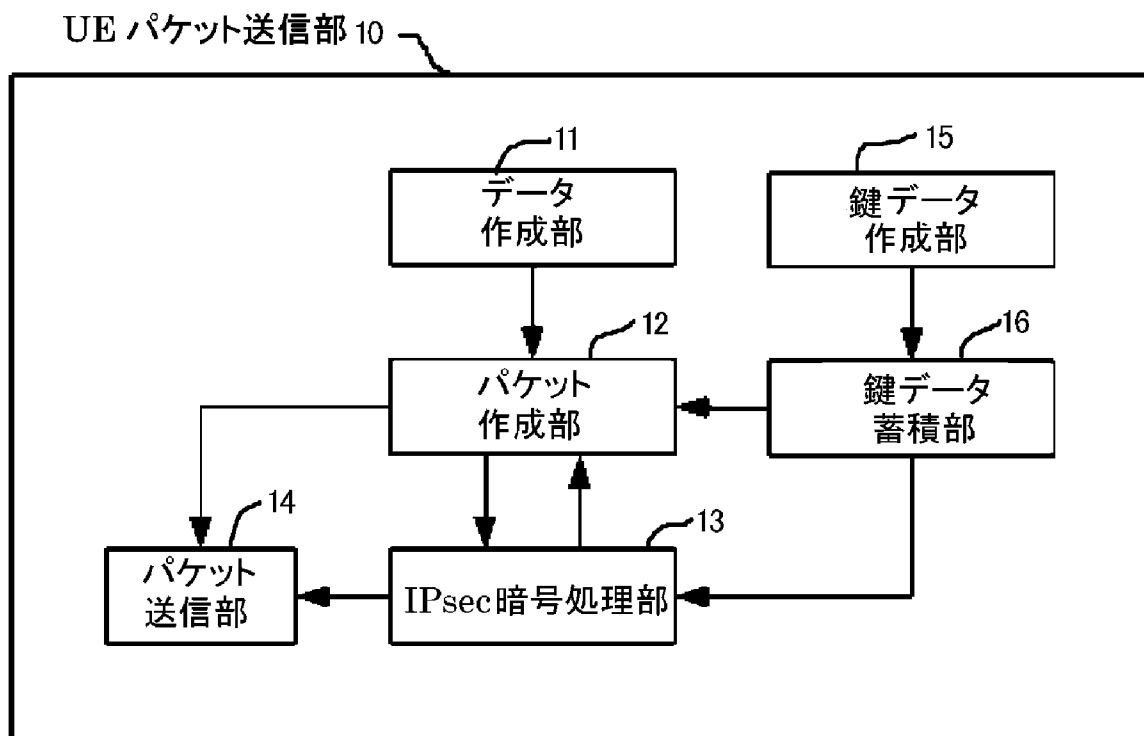 UE パケット送信部 10
11
データ
作成部
15
鍵データ
作成部
12
パケット
作成部
16
鍵データ
蓄積部
14
パケット
送信部
13
IPsec暗号処理部